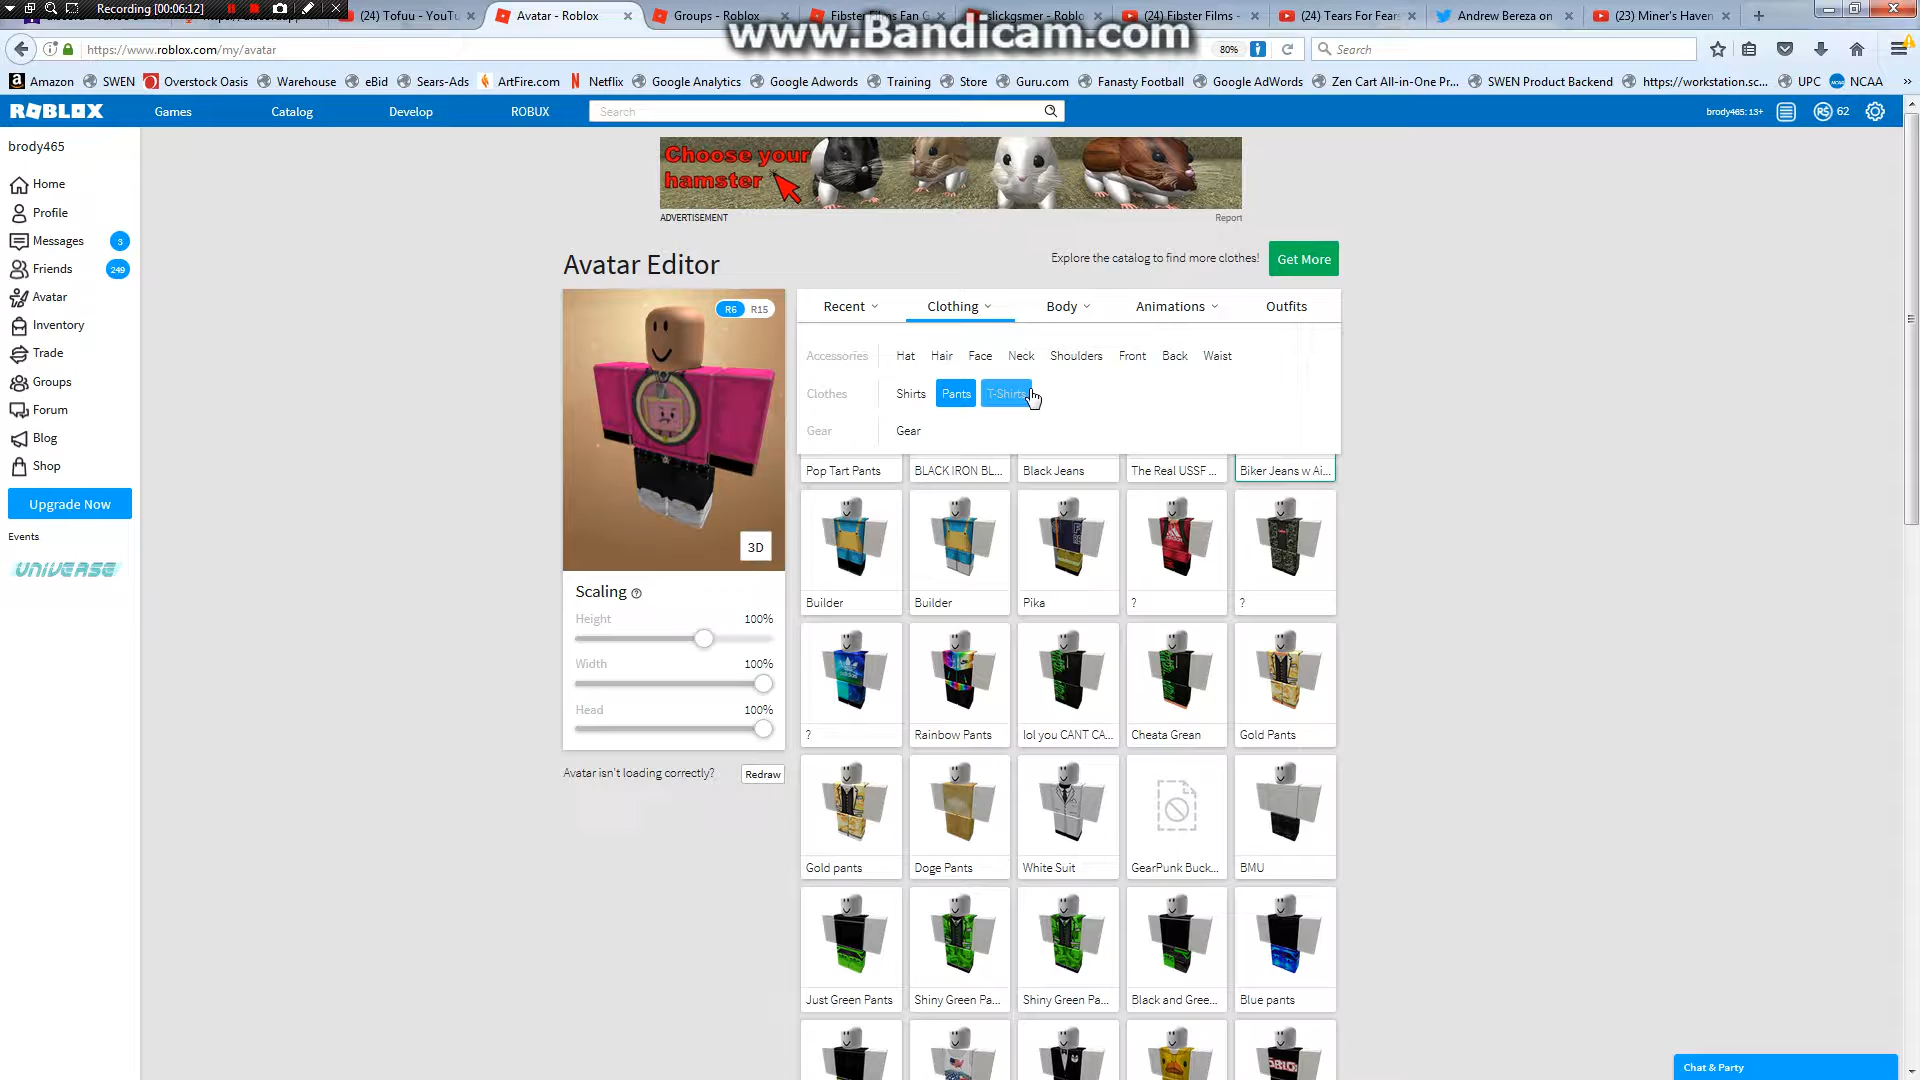 Recording [00:06:12]
(24) Tofuu - YouTu
Avatar - Roblox
Groups - Roblox
Fibster Films Fan G
slickgsmer - Roblo
(24) Fibster Films -
(24) Tears For Fears
Andrew Bereza on
(23) Miner's Haven
www.Bandicam.com
https://www.roblox.com/my/avatar
80%
Search
Amazon
SWEN
Overstock Oasis
Warehouse
eBid
Sears-Ads
ArtFire.com
Netflix
Google Analytics
Google Adwords
Training
Store
Guru.com
Fanasty Football
Google AdWords
Zen Cart All-in-One Pr...
SWEN Product Backend
https://workstation.sc...
UPC
NCAA
ROBLOX
Games
Catalog
Develop
ROBUX
Search
brody465: 13+
62
brody465
Home
Profile
Messages
3
Friends
249
Avatar
Inventory
Trade
Groups
Forum
Blog
Shop
Upgrade Now
Events
UNIVERSE
Choose your
hamster
ADVERTISEMENT
Report
Avatar Editor
Explore the catalog to find more clothes!
Get More
R6
R15
3D
Scaling
Height
100%
Width
100%
Head
100%
Avatar isn't loading correctly?
Redraw
Recent
Clothing
Body
Animations
Outfits
Accessories
Hat
Hair
Face
Neck
Shoulders
Front
Back
Waist
Clothes
Shirts
Pants
T-Shirts
Gear
Gear
Pop Tart Pants
BLACK IRON BL...
Black Jeans
The Real USSF ...
Biker Jeans w Ai...
Builder
Builder
Pika
?
?
?
Rainbow Pants
lol you CANT CA...
Cheata Grean
Gold Pants
Gold pants
Doge Pants
White Suit
GearPunk Buck...
BMU
Just Green Pants
Shiny Green Pa...
Shiny Green Pa...
Black and Gree...
Blue pants
Chat & Party